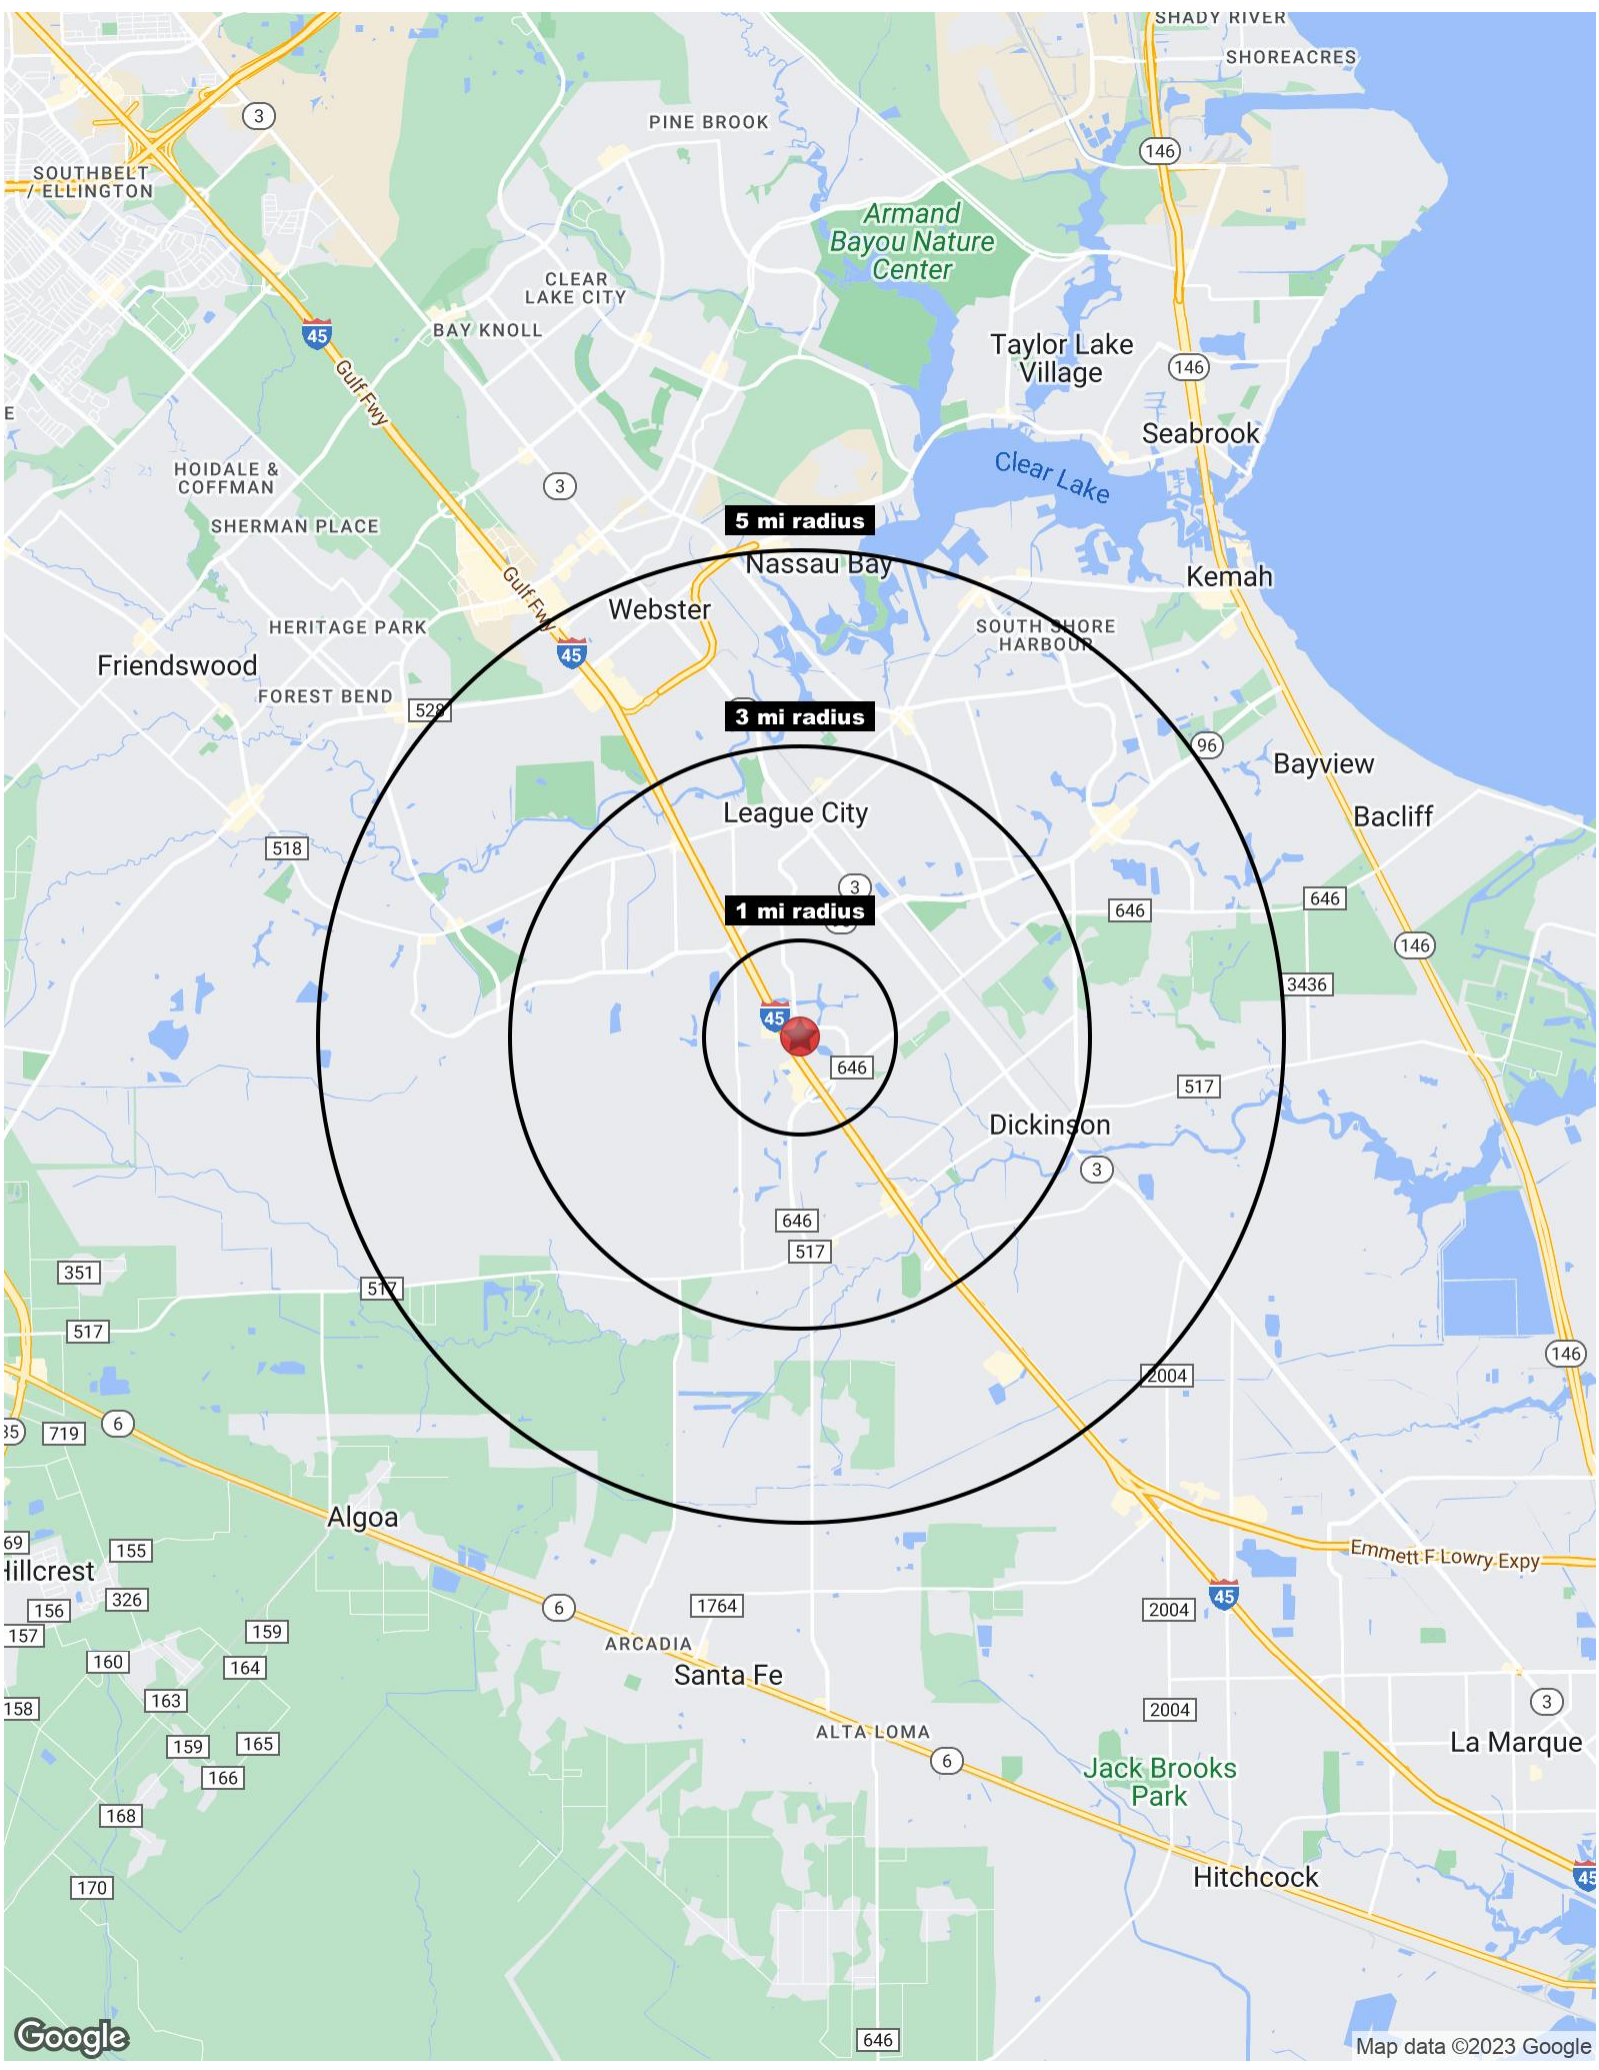 SHADY RIVER
SHOREACRES
3
PINE BROOK
146
SOUTHBELT
/ ELLINGTON
Armand
Bayou Nature
Center
CLEAR
LAKE CITY
BAY KNOLL
45
Gulf Fwy
Taylor Lake
Village
146
E
Seabrook
HOIDALE &
COFFMAN
Clear Lake
3
SHERMAN PLACE
5 mi radius
Nassau Bay
Gulf Fwy
Kemah
Webster
HERITAGE PARK
SOUTH SHORE
HARBOUR
45
Friendswood
FOREST BEND
528
3 mi radius
96
Bayview
League City
Bacliff
518
3
646
646
1 mi radius
146
3436
45
646
517
Dickinson
3
646
517
351
517
517
146
2004
6
35
719
Algoa
69
155
Emmett F Lowry Expy
Hillcrest
326
45
156
6
1764
2004
157
159
ARCADIA
160
164
Santa Fe
163
158
3
2004
ALTA LOMA
159
165
La Marque
6
166
Jack Brooks
Park
168
45
Hitchcock
170
Google
646
Map data ©2023 Google